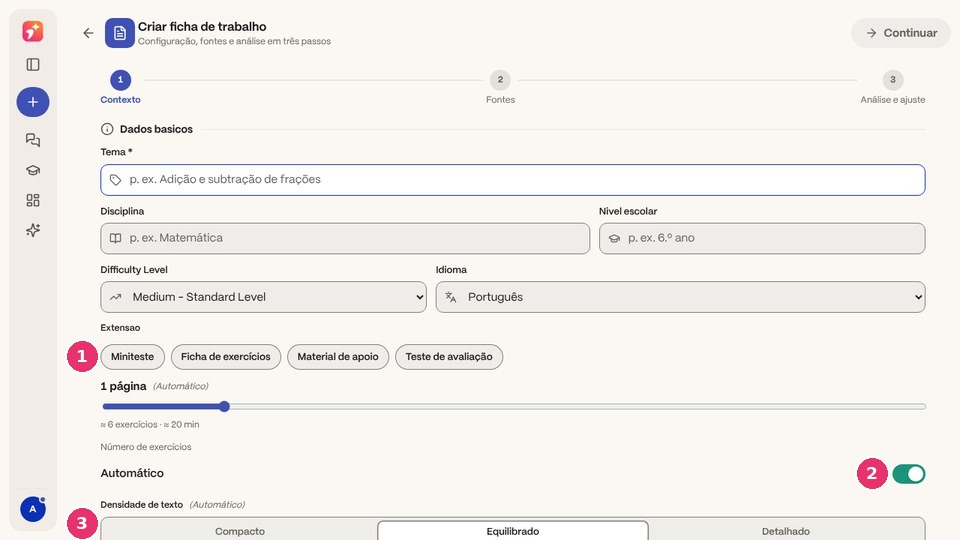 Criar ficha de trabalho
Configuração, fontes e análise em três passos
Continuar
1
2
3
Contexto
Fontes
Análise e ajuste
Dados basicos
Tema *
p. ex. Adição e subtração de frações
Disciplina
Nivel escolar
p. ex. Matemática
p. ex. 6.º ano
Difficulty Level
Idioma
Medium - Standard Level
Português
Extensao
1
Miniteste
Ficha de exercícios
Material de apoio
Teste de avaliação
1 página (Automático)
≈ 6 exercícios · ≈ 20 min
Número de exercícios
Automático
2
Densidade de texto (Automático)
3
Compacto
Equilibrado
Detalhado
A